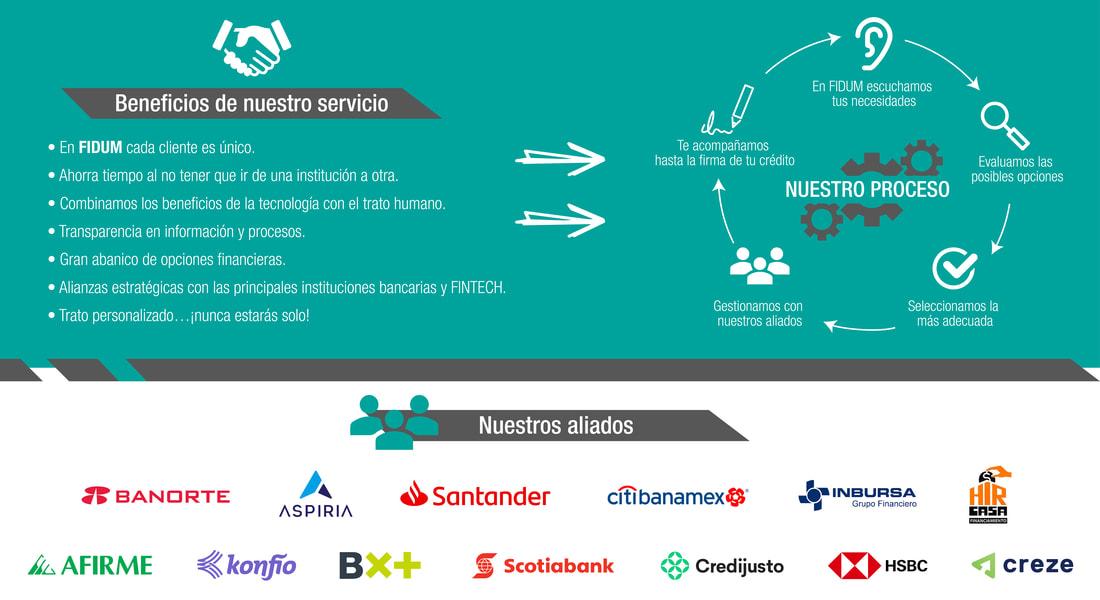 Beneficios de nuestro servicio
• En FIDUM cada cliente es único.
• Ahorra tiempo al no tener que ir de una institución a otra.
• Combinamos los beneficios de la tecnología con el trato humano.
• Transparencia en información y procesos.
• Gran abanico de opciones financieras.
• Alianzas estratégicas con las principales instituciones bancarias y FINTECH.
• Trato personalizado…¡nunca estarás solo!
NUESTRO PROCESO
En FIDUM escuchamos
tus necesidades
Evaluamos las
posibles opciones
Seleccionamos la
más adecuada
Gestionamos con
nuestros aliados
Te acompañamos
hasta la firma de tu crédito
Nuestros aliados
BANORTE
ASPIRIA
Santander
citibanamex
INBURSA
Grupo Financiero
HIR
CASA
FINANCIAMIENTO
AFIRME
konfío
BX+
Scotiabank
Credijusto
HSBC
creze